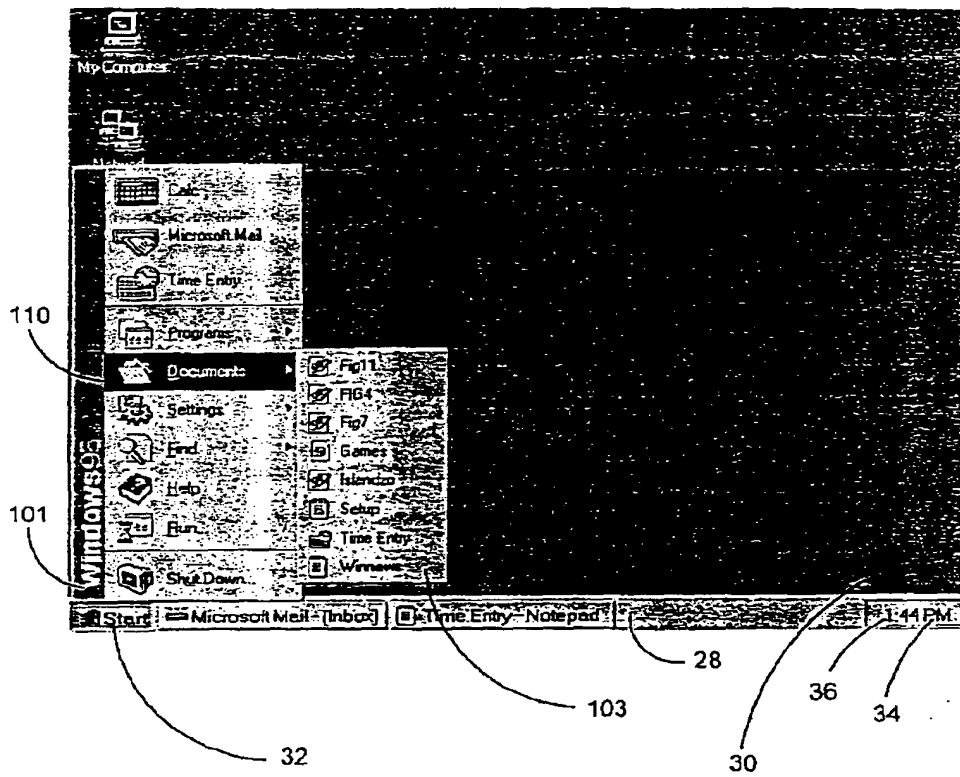 My Computer
Calc
Microsoft Mail
Time Entry
Programs
110
Documents
Fig11
FIG4
Settings
Fig7
Find
Games
Help
Setup
101
Run
Time Entry
Winnews
Windows95
Shut Down...
Start
Microsoft Mail - [Inbox]
Time Entry - Notepad
1:44 PM
28
36
103
34
32
30